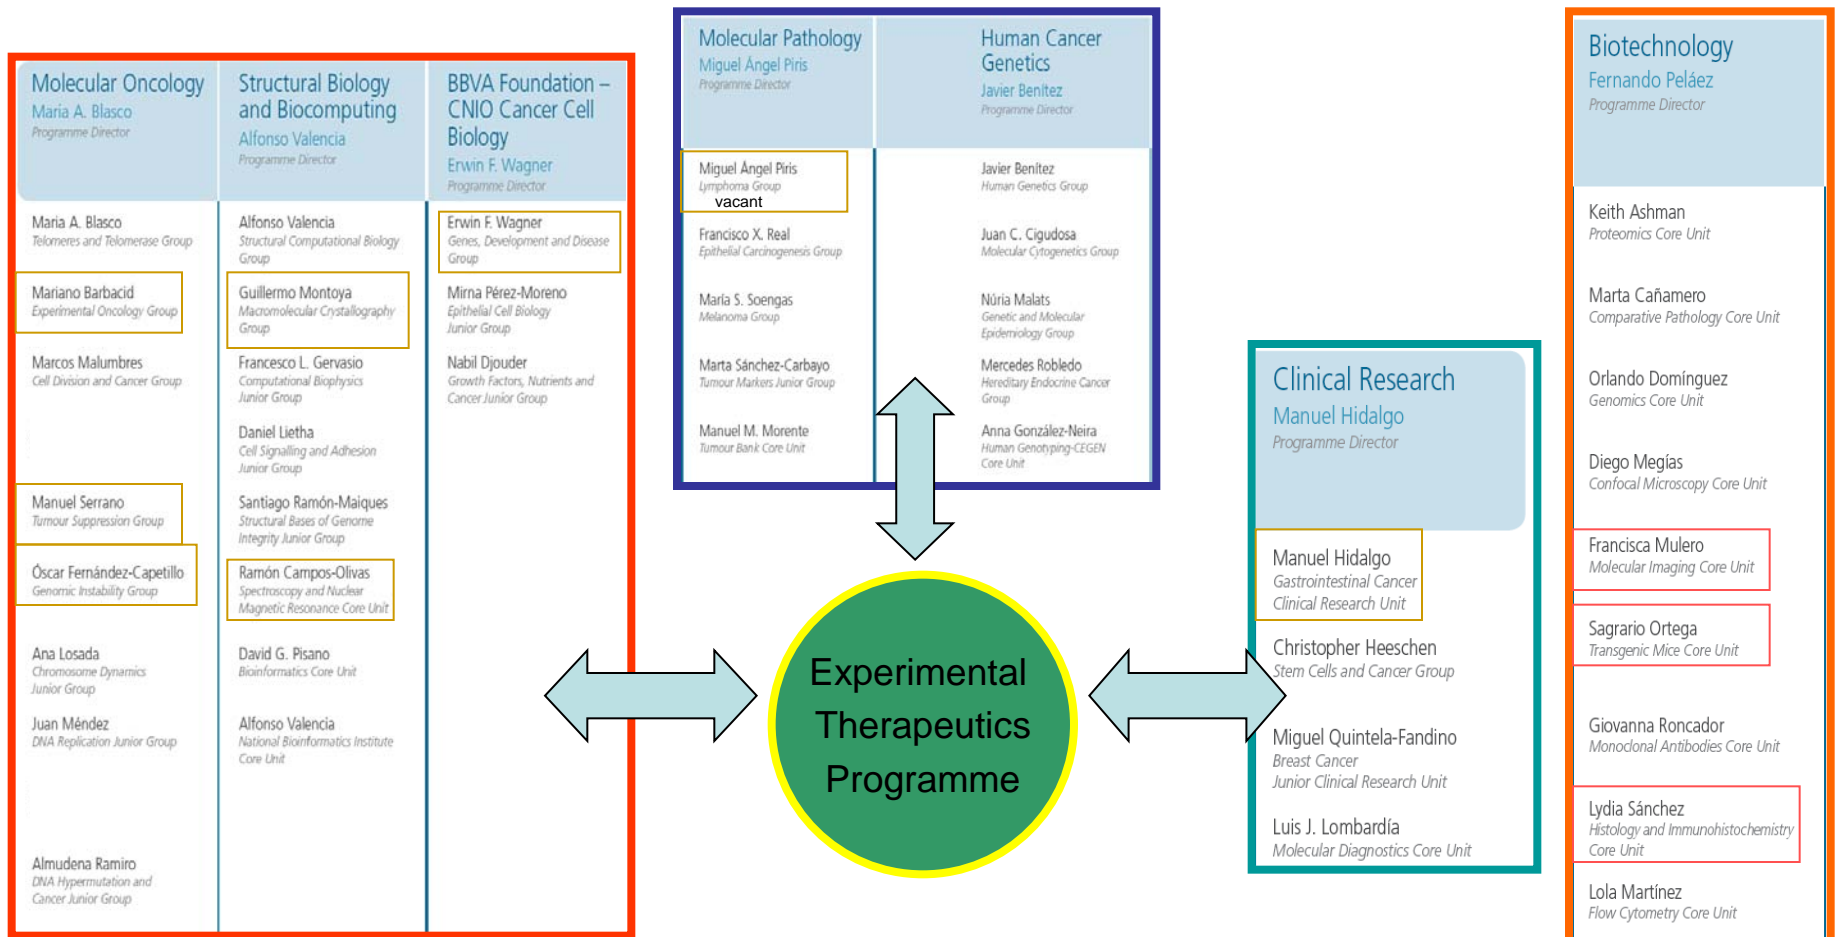 Molecular Oncology
Maria A. Blasco
Programme Director
Maria A. Blasco
Telomeres and Telomerase Group
Mariano Barbacid
Experimental Oncology Group
Marcos Malumbres
Cell Division and Cancer Group
Manuel Serrano
Tumour Suppression Group
Óscar Fernández-Capetillo
Genomic Instability Group
Ana Losada
Chromosome Dynamics
Junior Group
Juan Méndez
DNA Replication Junior Group
Almudena Ramiro
DNA Hypermutation and
Cancer Junior Group
Structural Biology
and Biocomputing
Alfonso Valencia
Programme Director
Alfonso Valencia
Structural Computational Biology
Group
Guillermo Montoya
Macromolecular Crystallography
Group
Francesco L. Gervasio
Computational Biophysics
Junior Group
Daniel Lietha
Cell Signalling and Adhesion
Junior Group
Santiago Ramón-Maiques
Structural Bases of Genome
Integrity Junior Group
Ramón Campos-Olivas
Spectroscopy and Nuclear
Magnetic Resonance Core Unit
David G. Pisano
Bioinformatics Core Unit
Alfonso Valencia
National Bioinformatics Institute
Core Unit
BBVA Foundation –
CNIO Cancer Cell
Biology
Erwin F. Wagner
Programme Director
Erwin F. Wagner
Genes, Development and Disease
Group
Mirna Pérez-Moreno
Epithelial Cell Biology
Junior Group
Nabil Djouder
Growth Factors, Nutrients and
Cancer Junior Group
Molecular Pathology
Miguel Ángel Piris
Programme Director
Miguel Ángel Piris
Lymphoma Group
vacant
Francisco X. Real
Epithelial Carcinogenesis Group
María S. Soengas
Melanoma Group
Marta Sánchez-Carbayo
Tumour Markers Junior Group
Manuel M. Morente
Tumour Bank Core Unit
Human Cancer
Genetics
Javier Benítez
Programme Director
Javier Benítez
Human Genetics Group
Juan C. Cigudosa
Molecular Cytogenetics Group
Núria Malats
Genetic and Molecular
Epidemiology Group
Mercedes Robledo
Hereditary Endocrine Cancer
Group
Anna González-Neira
Human Genotyping-CEGEN
Core Unit
Experimental
Therapeutics
Programme
Clinical Research
Manuel Hidalgo
Programme Director
Manuel Hidalgo
Gastrointestinal Cancer
Clinical Research Unit
Christopher Heeschen
Stem Cells and Cancer Group
Miguel Quintela-Fandino
Breast Cancer
Junior Clinical Research Unit
Luis J. Lombardía
Molecular Diagnostics Core Unit
Biotechnology
Fernando Peláez
Programme Director
Keith Ashman
Proteomics Core Unit
Marta Cañamero
Comparative Pathology Core Unit
Orlando Domínguez
Genomics Core Unit
Diego Megías
Confocal Microscopy Core Unit
Francisca Mulero
Molecular Imaging Core Unit
Sagrario Ortega
Transgenic Mice Core Unit
Giovanna Roncador
Monoclonal Antibodies Core Unit
Lydia Sánchez
Histology and Immunohistochemistry
Core Unit
Lola Martínez
Flow Cytometry Core Unit